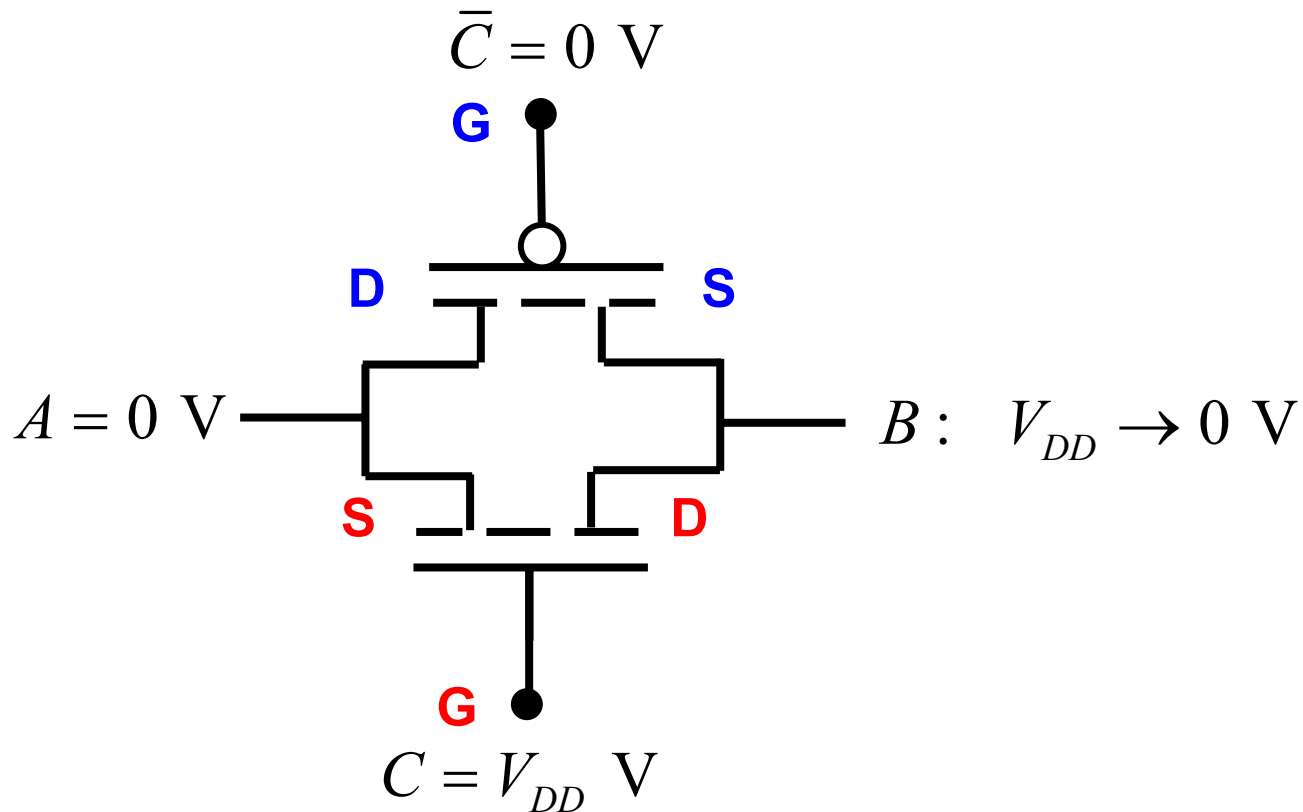 C̅ = 0 V
G
D S
A = 0 V
B : V_DD → 0 V
S D
G
C = V_DD V